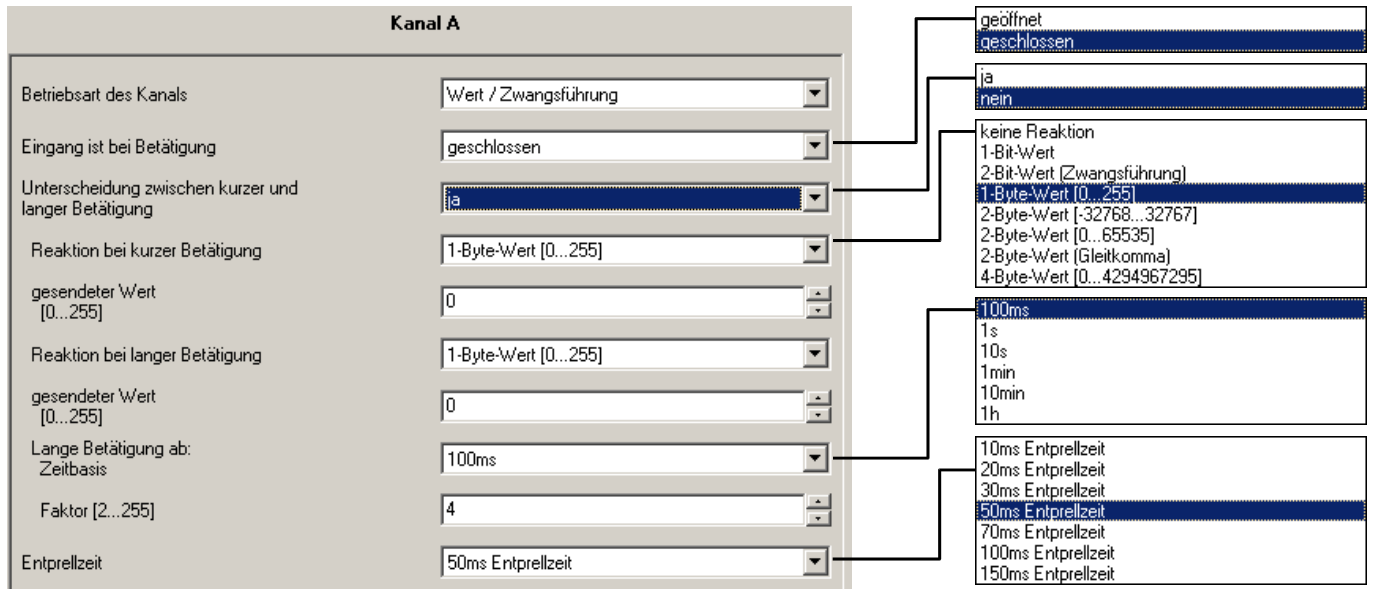 Kanal A
Betriebsart des Kanals
Wert / Zwangsführung
Eingang ist bei Betätigung
geschlossen
Unterscheidung zwischen kurzer und
langer Betätigung
ja
Reaktion bei kurzer Betätigung
1-Byte-Wert [0...255]
gesendeter Wert
[0...255]
0
Reaktion bei langer Betätigung
1-Byte-Wert [0...255]
gesendeter Wert
[0...255]
0
Lange Betätigung ab:
Zeitbasis
100ms
Faktor [2...255]
4
Entprellzeit
50ms Entprellzeit
geöffnet
geschlossen
ja
nein
keine Reaktion
1-Bit-Wert
2-Bit-Wert (Zwangsführung)
1-Byte-Wert [0...255]
2-Byte-Wert [-32768...32767]
2-Byte-Wert [0...65535]
2-Byte-Wert (Gleitkomma)
4-Byte-Wert [0...4294967295]
100ms
1s
10s
1min
10min
1h
10ms Entprellzeit
20ms Entprellzeit
30ms Entprellzeit
50ms Entprellzeit
70ms Entprellzeit
100ms Entprellzeit
150ms Entprellzeit